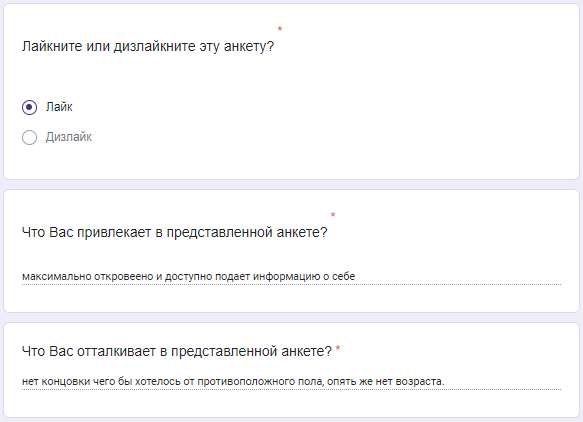 Лайкните или дизлайкните эту анкету? *
Лайк
Дизлайк
Что Вас привлекает в представленной анкете? *
максимально откровеено и доступно подает информацию о себе
Что Вас отталкивает в представленной анкете? *
нет концовки чего бы хотелось от противоположного пола, опять же нет возраста.